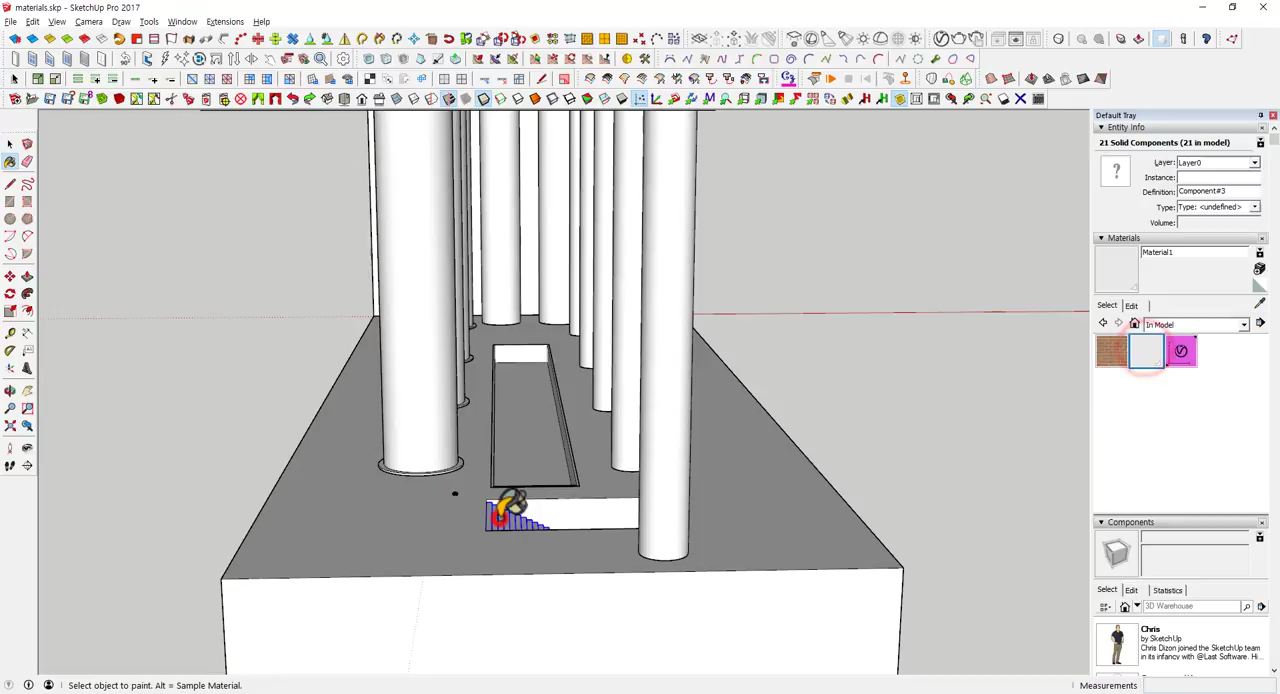 materials.skp - SketchUp Pro 2017
File Edit View Camera Draw Tools Window Extensions Help
Default Tray
Entity Info
21 Solid Components (21 in model)
Layer: Layer0
Instance:
Definition: Component#3
Type: Type: <undefined>
Volume:
Materials
Material1
Select Edit
In Model
Components
Select Edit Statistics
3D Warehouse
Chris
by SketchUp
Chris Dizon joined the SketchUp team
in its infancy with @Last Software. Hi...
Select object to paint. Alt = Sample Material.
Measurements